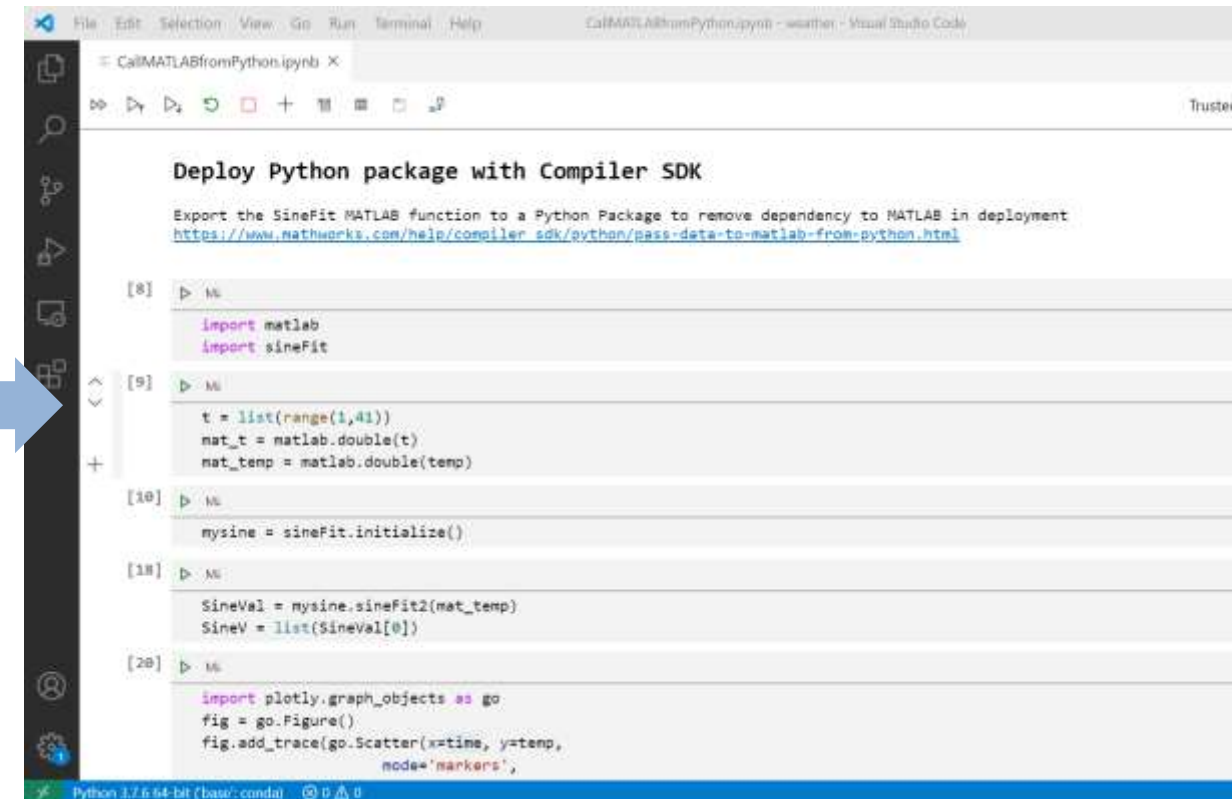 File Edit Selection View Go Run Terminal Help CallMATLABfromPython.ipynb - weather - Visual Studio Code
CallMATLABfromPython.ipynb ×
Trusted
Deploy Python package with Compiler SDK
Export the SineFit MATLAB function to a Python Package to remove dependency to MATLAB in deployment
https://www.mathworks.com/help/compiler_sdk/python/pass-data-to-matlab-from-python.html
[8]
import matlab
import sineFit
[9]
t = list(range(1,41))
mat_t = matlab.double(t)
mat_temp = matlab.double(temp)
[10]
mysine = sineFit.initialize()
[18]
SineVal = mysine.sineFit2(mat_temp)
SineV = list(SineVal[0])
[20]
import plotly.graph_objects as go
fig = go.Figure()
fig.add_trace(go.Scatter(x=time, y=temp,
mode='markers',
Python 3.7.6 64-bit ('base': conda) 0 0